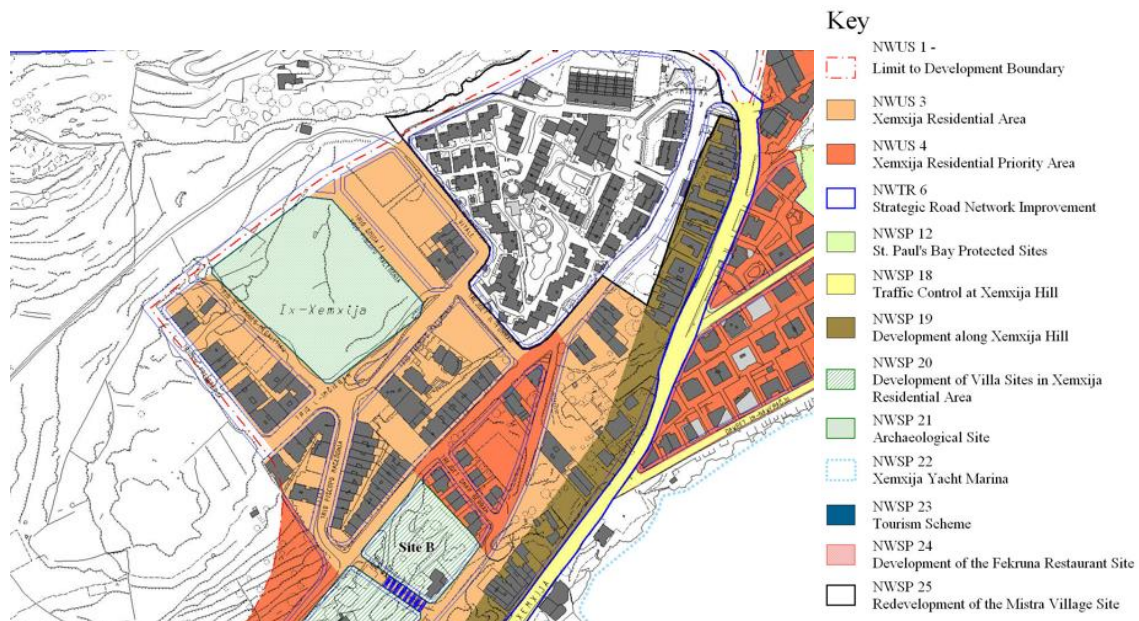 Key
NWUS 1 -
Limit to Development Boundary
NWUS 3
Xemxija Residential Area
NWUS 4
Xemxija Residential Priority Area
NWTR 6
Strategic Road Network Improvement
NWSP 12
St. Paul's Bay Protected Sites
NWSP 18
Traffic Control at Xemxija Hill
NWSP 19
Development along Xemxija Hill
NWSP 20
Development of Villa Sites in Xemxija
Residential Area
NWSP 21
Archaeological Site
NWSP 22
Xemxija Yacht Marina
NWSP 23
Tourism Scheme
NWSP 24
Development of the Fekruna Restaurant Site
NWSP 25
Redevelopment of the Mistra Village Site
Ix-Xemxija
Site B
XEMXIJA